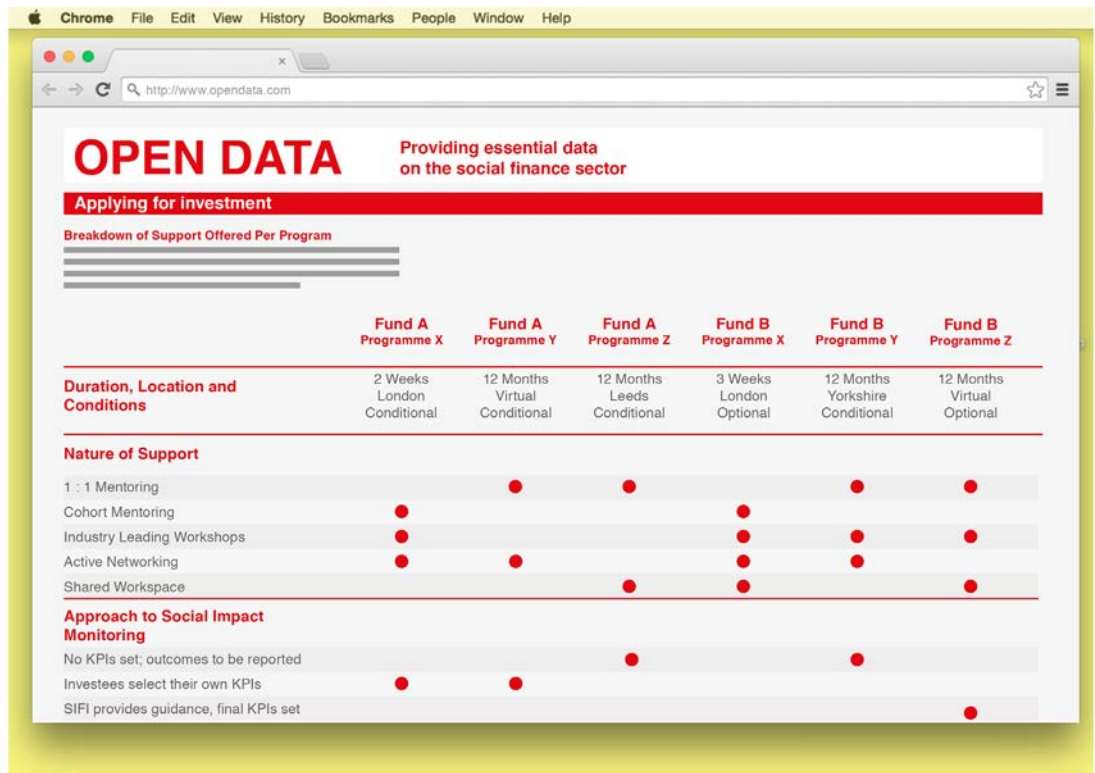 Chrome File Edit View History Bookmarks People Window Help
http://www.opendata.com
OPEN DATA
Providing essential data
on the social finance sector
Applying for investment
Breakdown of Support Offered Per Program
Fund A Fund A Fund A Fund B Fund B Fund B
Programme X Programme Y Programme Z Programme X Programme Y Programme Z
Duration, Location and
Conditions
2 Weeks 12 Months 12 Months 3 Weeks 12 Months 12 Months
London Virtual Leeds London Yorkshire Virtual
Conditional Conditional Conditional Optional Conditional Optional
Nature of Support
1 : 1 Mentoring
Cohort Mentoring
Industry Leading Workshops
Active Networking
Shared Workspace
Approach to Social Impact
Monitoring
No KPIs set; outcomes to be reported
Investees select their own KPIs
SIFI provides guidance, final KPIs set